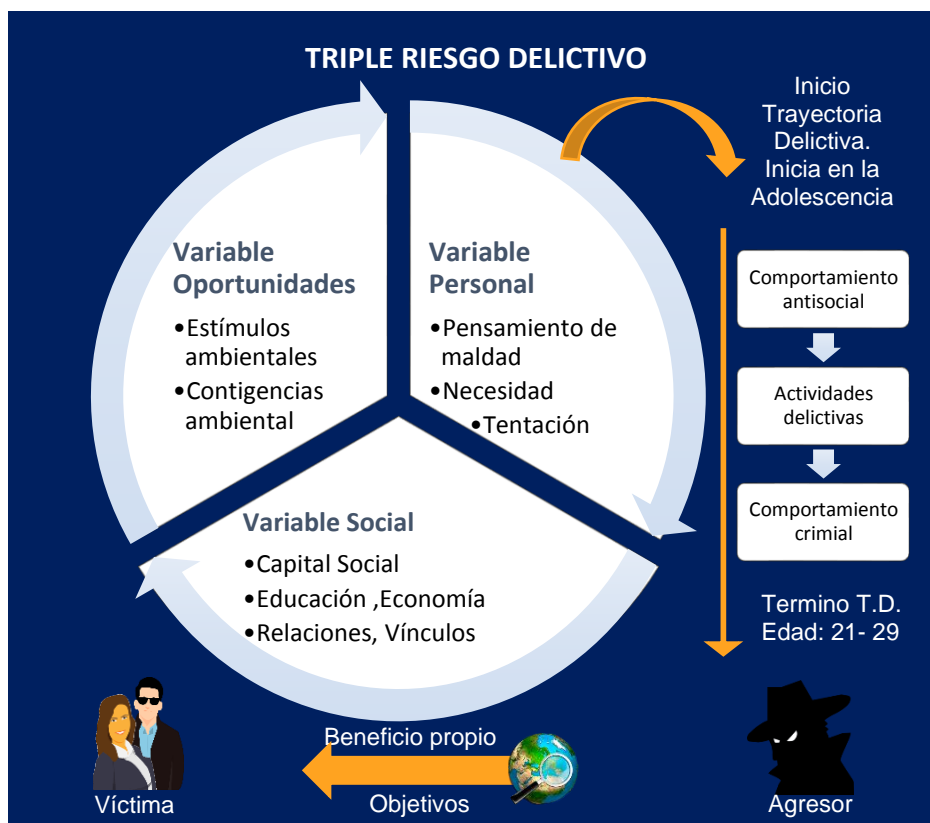 TRIPLE RIESGO DELICTIVO
Inicio
Trayectoria
Delictiva.
Inicia en la
Adolescencia
Variable
Oportunidades
•Estímulos
ambientales
•Contigencias
ambiental
Variable
Personal
•Pensamiento de
maldad
•Necesidad
•Tentación
Variable Social
•Capital Social
•Educación ,Economía
•Relaciones, Vínculos
Comportamiento
antisocial
Actividades
delictivas
Comportamiento
crimial
Termino T.D.
Edad: 21- 29
Beneficio propio
Objetivos
Víctima
Agresor